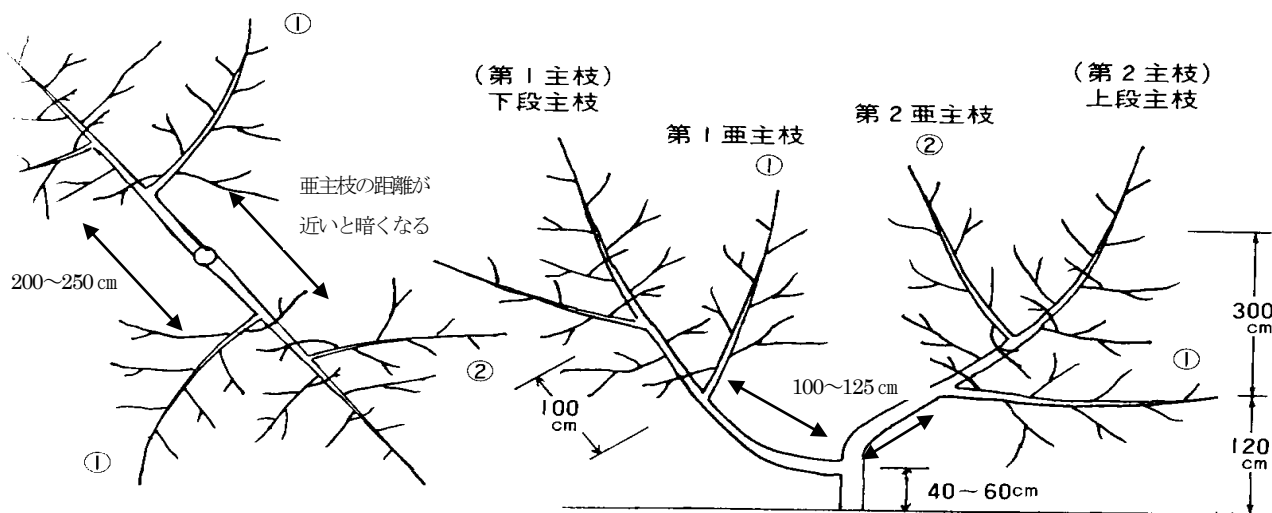 ①
亜主枝の距離が
近いと暗くなる
200～250㎝
②
①
(第1主枝)
下段主枝
第1亜主枝
①
第2亜主枝
②
(第2主枝)
上段主枝
①
100～125㎝
100
cm
40～60cm
300
cm
120
cm